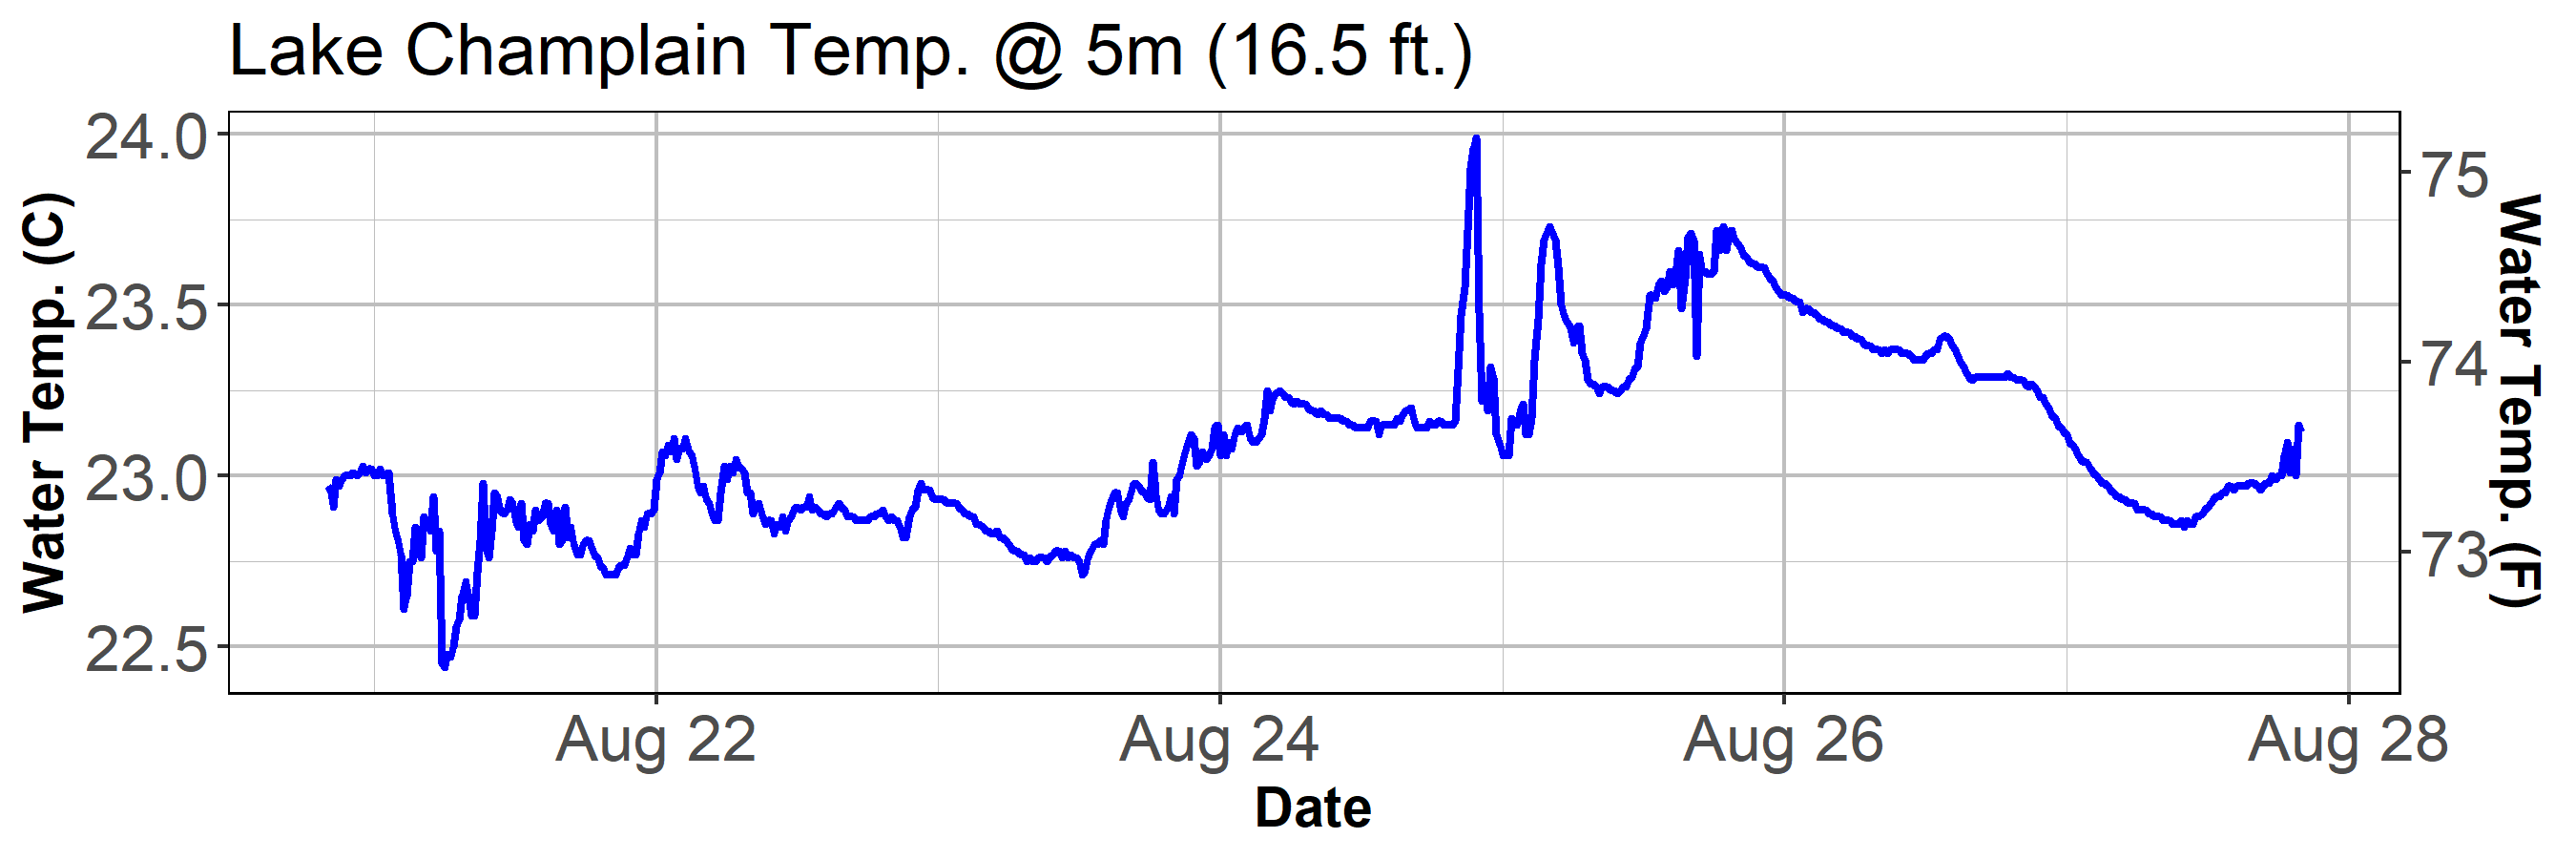 Lake Champlain Temp. @ 5m (16.5 ft.)
24.0
23.5
23.0
22.5
Water Temp. (C)
75
74
73
Water Temp. (F)
Aug 22 Aug 24 Aug 26 Aug 28
Date